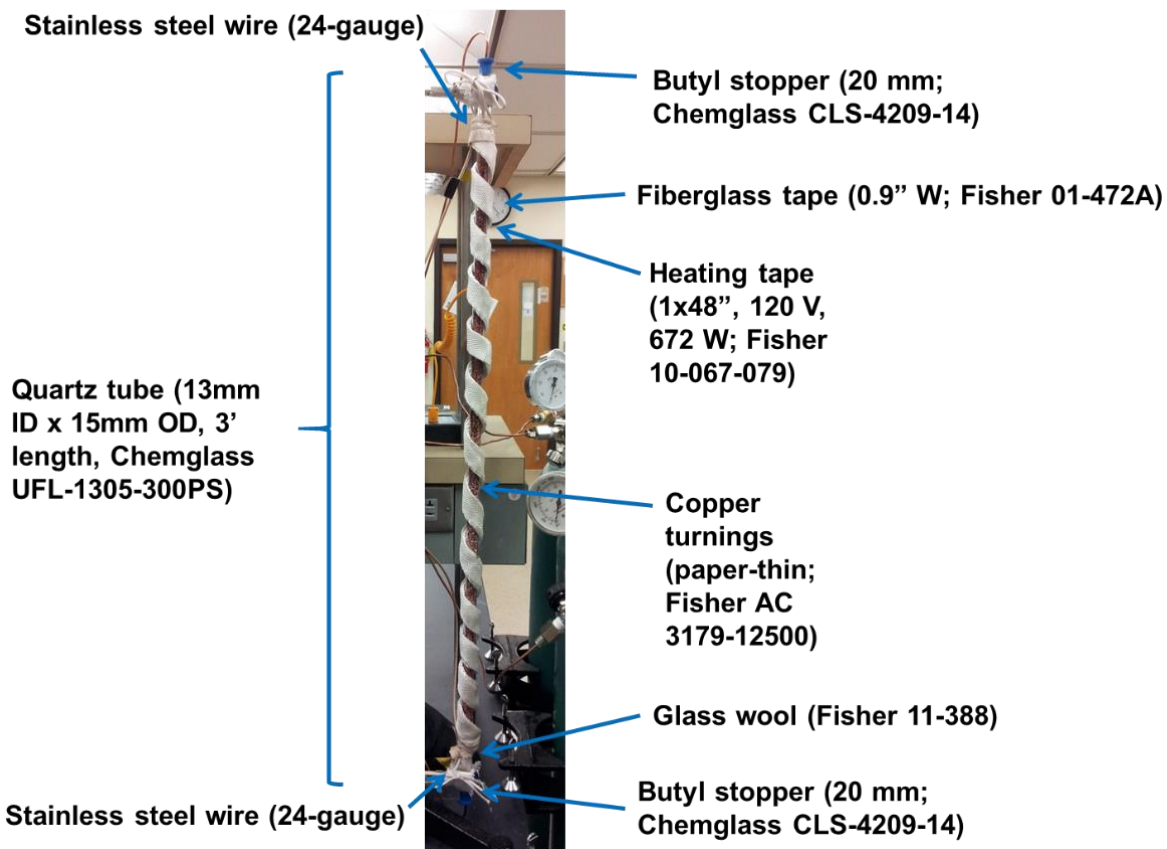 Stainless steel wire (24-gauge)
Butyl stopper (20 mm;
Chemglass CLS-4209-14)
Fiberglass tape (0.9” W; Fisher 01-472A)
Heating tape
(1x48”, 120 V,
672 W; Fisher
10-067-079)
Quartz tube (13mm
ID x 15mm OD, 3’
length, Chemglass
UFL-1305-300PS)
Copper
turnings
(paper-thin;
Fisher AC
3179-12500)
Glass wool (Fisher 11-388)
Butyl stopper (20 mm;
Chemglass CLS-4209-14)
Stainless steel wire (24-gauge)